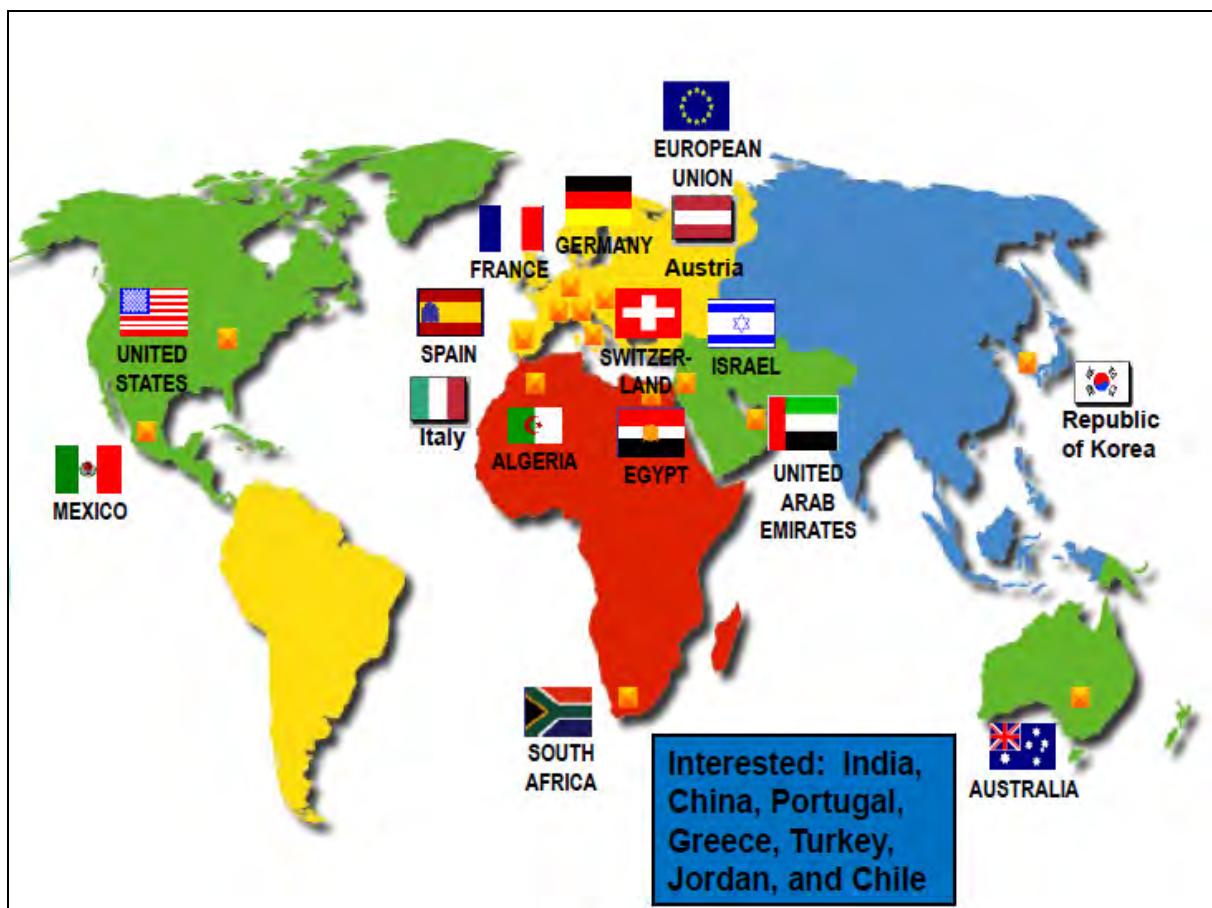 EUROPEAN
UNION
GERMANY
FRANCE
Austria
UNITED
STATES
SPAIN
SWITZER-
LAND
ISRAEL
Italy
ALGERIA
EGYPT
UNITED
ARAB
EMIRATES
Republic
of Korea
MEXICO
SOUTH
AFRICA
AUSTRALIA
Interested: India,
China, Portugal,
Greece, Turkey,
Jordan, and Chile